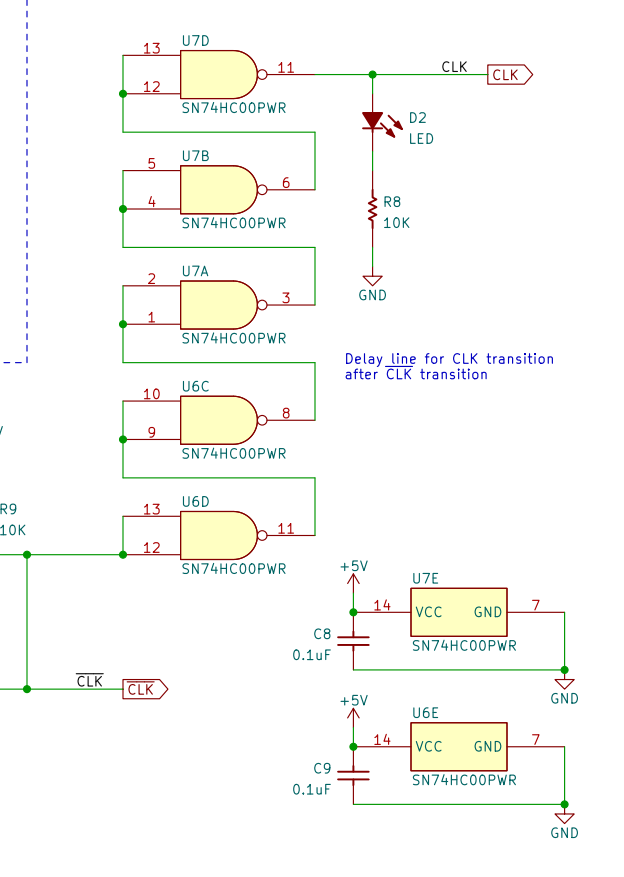 U7D
13
12
11
SN74HC00PWR
CLK
CLK
D2
LED
U7B
5
4
6
SN74HC00PWR
R8
10K
GND
U7A
2
1
3
SN74HC00PWR
Delay line for CLK transition
after C̅L̅K̅ transition
U6C
10
9
8
SN74HC00PWR
R9
10K
U6D
13
12
11
SN74HC00PWR
+5V
U7E
14
VCC
GND
7
C8
0.1uF
SN74HC00PWR
GND
C̅L̅K̅
C̅L̅K̅
+5V
U6E
14
VCC
GND
7
C9
0.1uF
SN74HC00PWR
GND